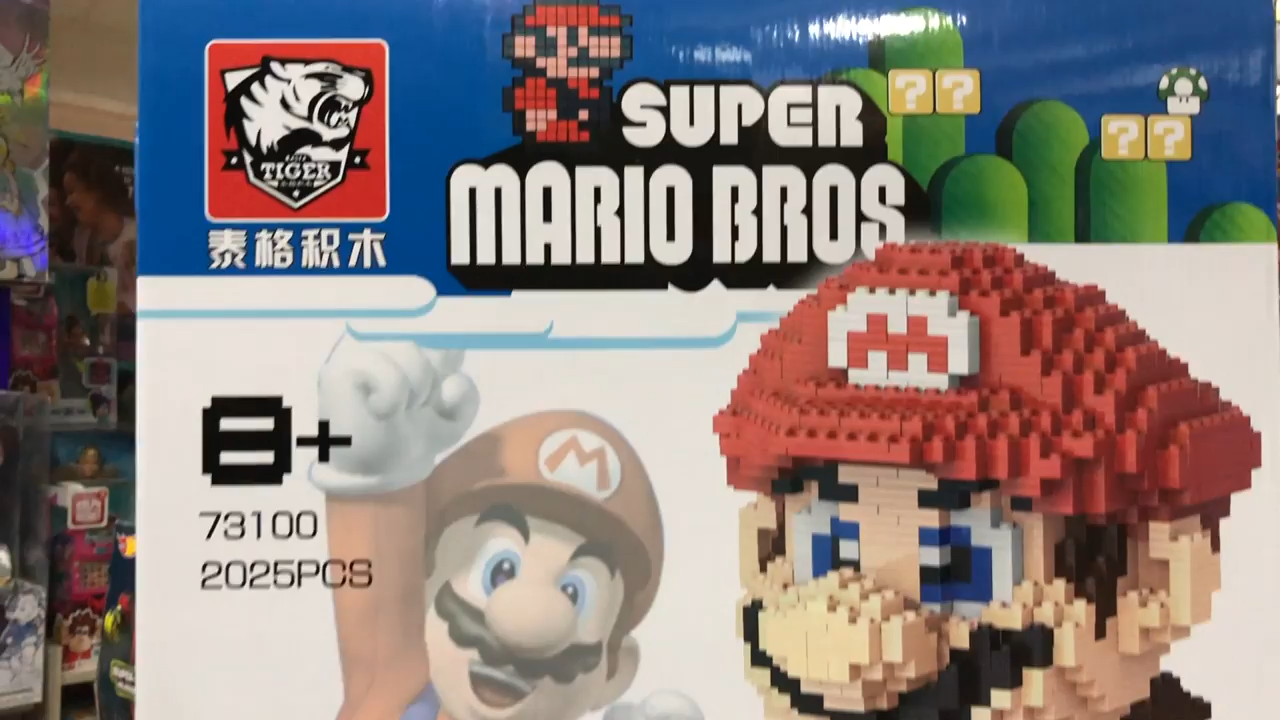 SUPER
MARIO BROS
TIGER
泰格积木
? ?
? ?
M
M
8+
73100
2025PCS